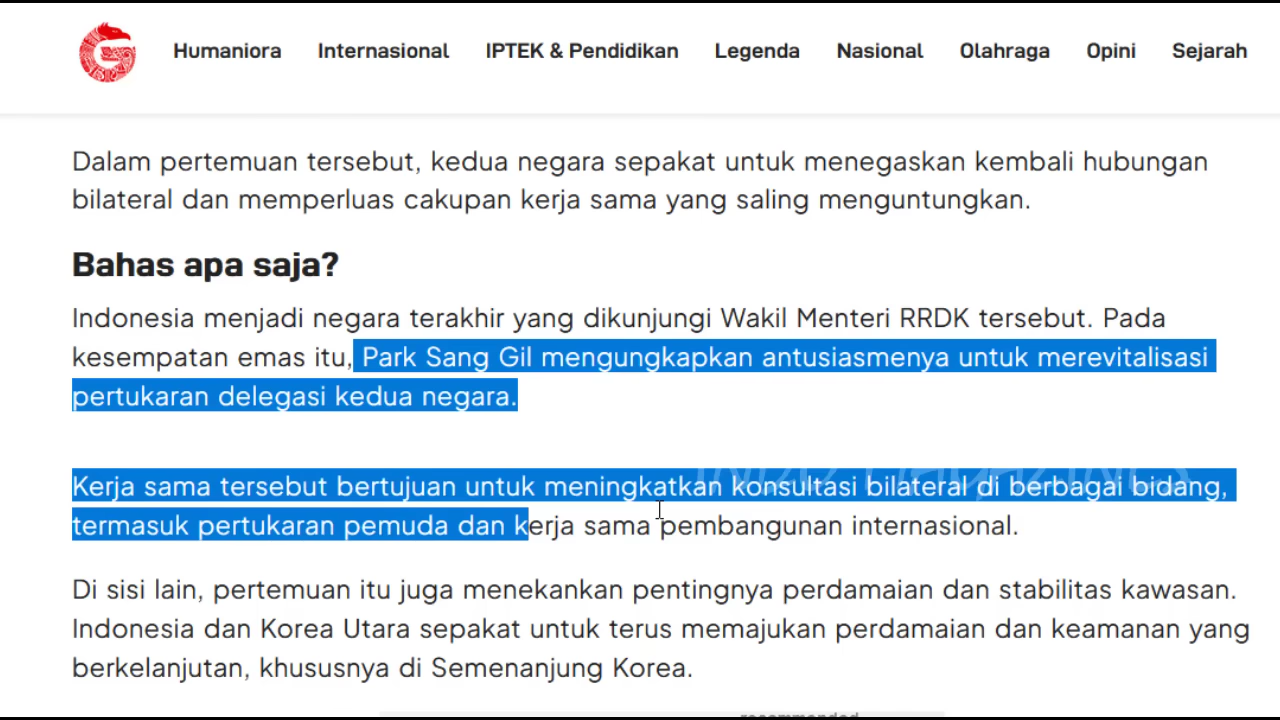 Humaniora Internasional IPTEK & Pendidikan Legenda Nasional Olahraga Opini Sejarah
Dalam pertemuan tersebut, kedua negara sepakat untuk menegaskan kembali hubungan
bilateral dan memperluas cakupan kerja sama yang saling menguntungkan.
Bahas apa saja?
Indonesia menjadi negara terakhir yang dikunjungi Wakil Menteri RRDK tersebut. Pada
kesempatan emas itu, Park Sang Gil mengungkapkan antusiasmenya untuk merevitalisasi
pertukaran delegasi kedua negara.
Kerja sama tersebut bertujuan untuk meningkatkan konsultasi bilateral di berbagai bidang,
termasuk pertukaran pemuda dan kerja sama pembangunan internasional.
Di sisi lain, pertemuan itu juga menekankan pentingnya perdamaian dan stabilitas kawasan.
Indonesia dan Korea Utara sepakat untuk terus memajukan perdamaian dan keamanan yang
berkelanjutan, khususnya di Semenanjung Korea.
recommended